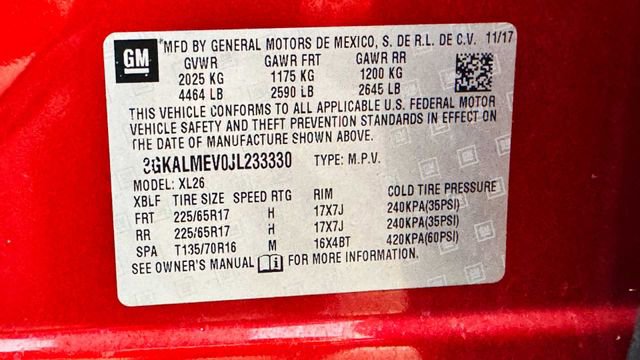 GM
*MFD BY GENERAL MOTORS DE MEXICO, S. DE R.L. DE C.V. 11/17
GVWR GAWR FRT GAWR RR
2025 KG 1175 KG 1200 KG
4464 LB 2590 LB 2645 LB
THIS VEHICLE CONFORMS TO ALL APPLICABLE U.S. FEDERAL MOTOR
VEHICLE SAFETY AND THEFT PREVENTION STANDARDS IN EFFECT ON
THE DATE OF MANUFACTURE SHOWN ABOVE.
3GKALMEV0JL233330 TYPE: M.P.V.
MODEL: XL26
XBLF TIRE SIZE SPEED RTG RIM COLD TIRE PRESSURE
FRT 225/65R17 H 17X7J 240KPA(35PSI)
RR 225/65R17 H 17X7J 240KPA(35PSI)
SPA T135/70R16 M 16X4BT 420KPA(60PSI)
SEE OWNER'S MANUAL FOR MORE INFORMATION.